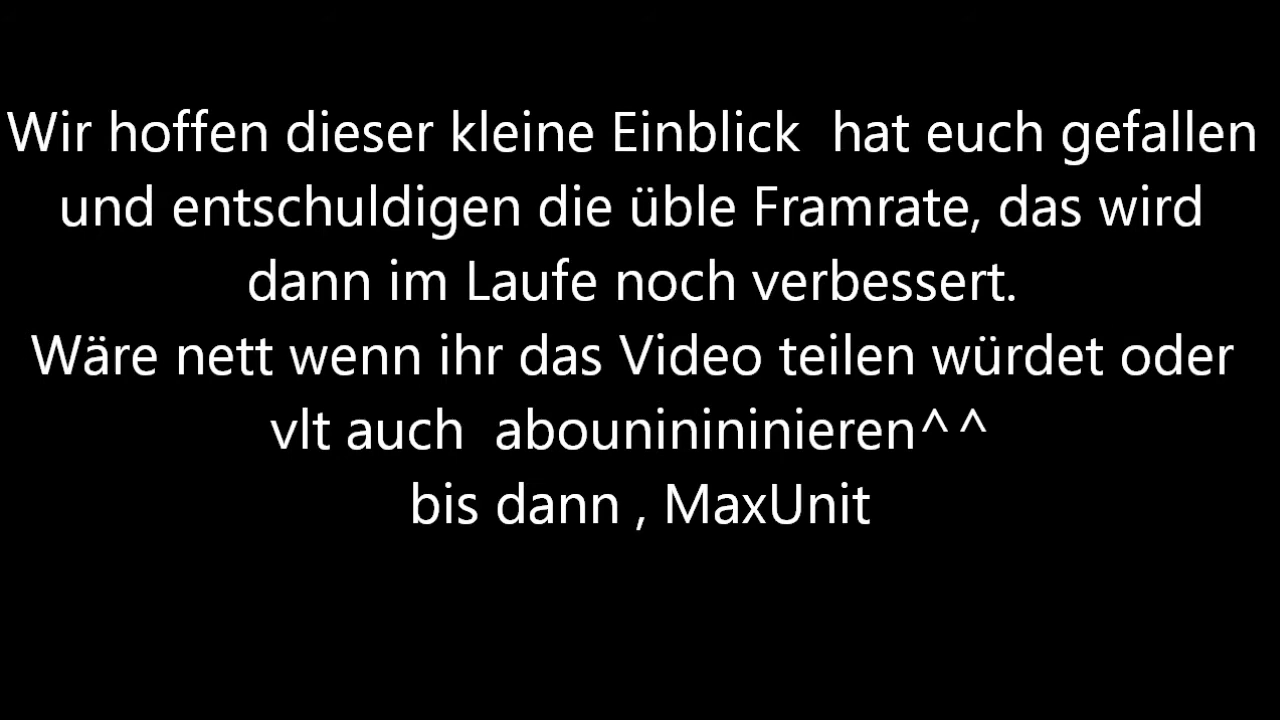 Wir hoffen dieser kleine Einblick  hat euch gefallen
und entschuldigen die üble Framrate, das wird
dann im Laufe noch verbessert.
Wäre nett wenn ihr das Video teilen würdet oder
vlt auch  abouninininieren^^
bis dann , MaxUnit